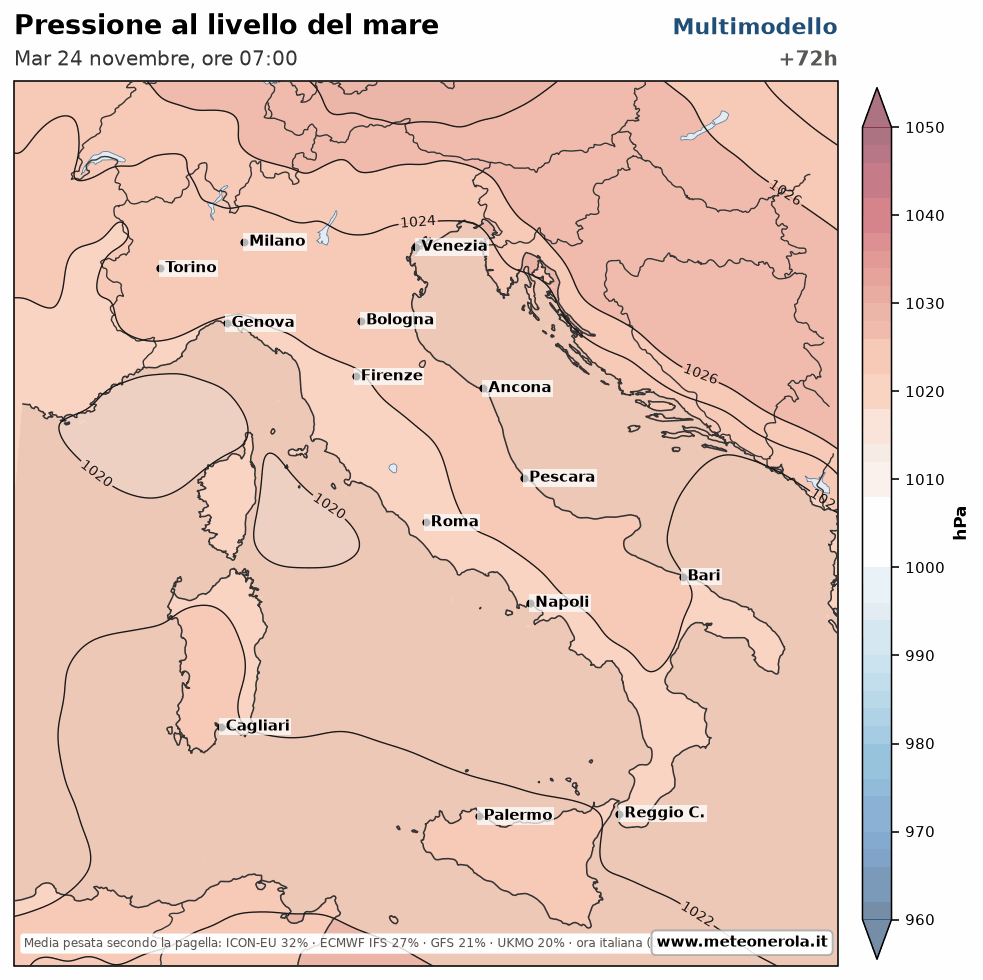 Pressione al livello del mare
Multimodello
Mar 24 novembre, ore 07:00
+72h
1050
1026
1040
1024
Milano
Venezia
Torino
1030
Genova
Bologna
1026
Firenze
Ancona
1020
1020
Pescara
1010
1020
Roma
hPa
1000
Bari
Napoli
990
Cagliari
980
Palermo
Reggio C.
970
1022
960
Media pesata secondo la pagella: ICON-EU 32% · ECMWF IFS 27% · GFS 21% · UKMO 20% · ora italiana (
www.meteonerola.it